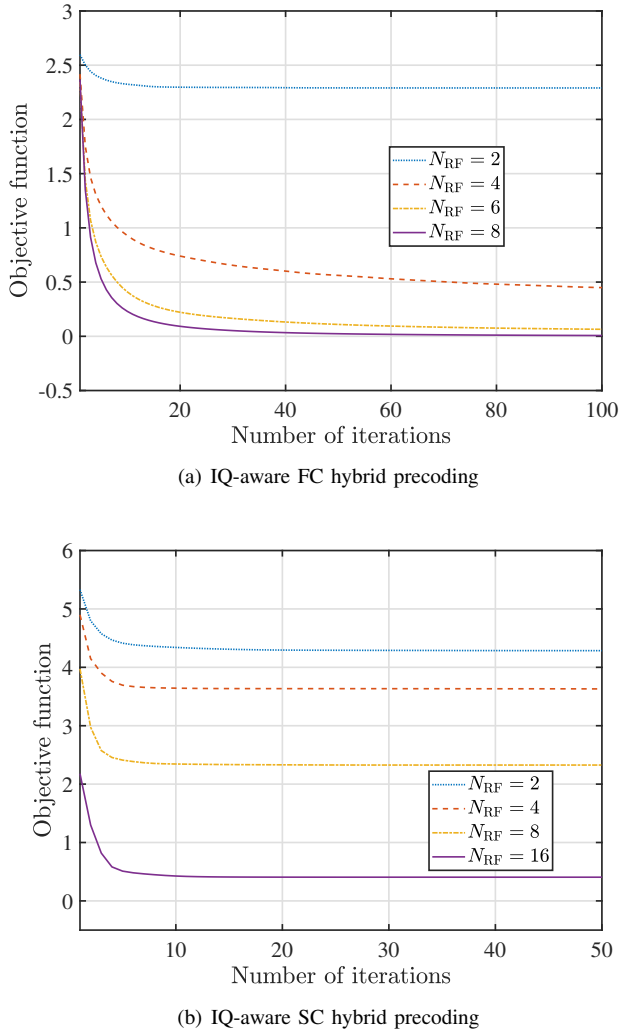 3
2.5
2
1.5
1
0.5
0
-0.5
Objective function
N_RF = 2
N_RF = 4
N_RF = 6
N_RF = 8
20
40
60
80
100
Number of iterations
(a) IQ-aware FC hybrid precoding
6
5
4
3
2
1
0
Objective function
N_RF = 2
N_RF = 4
N_RF = 8
N_RF = 16
10
20
30
40
50
Number of iterations
(b) IQ-aware SC hybrid precoding